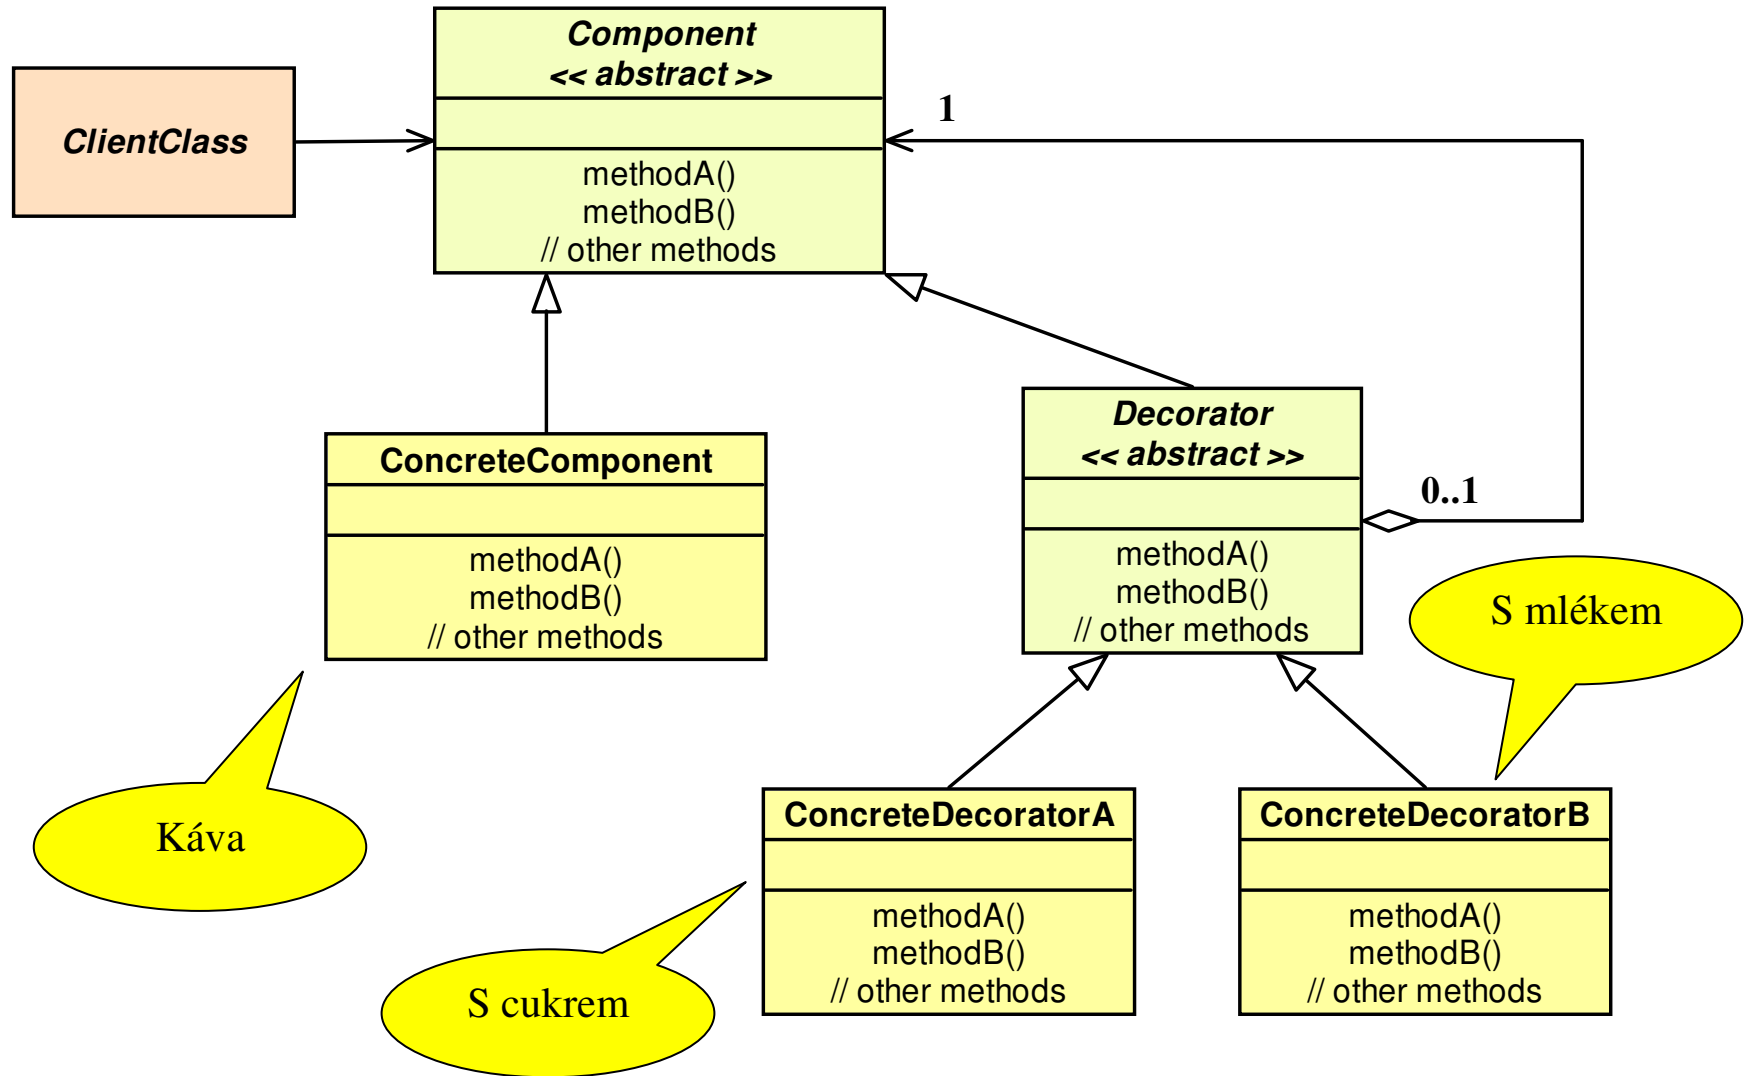 Component
<< abstract >>
1
ClientClass
methodA()
methodB()
// other methods
Decorator
<< abstract >>
ConcreteComponent
0..1
methodA()
methodB()
// other methods
methodA()
methodB()
// other methods
S mlékem
Káva
ConcreteDecoratorA
ConcreteDecoratorB
methodA()
methodB()
// other methods
methodA()
methodB()
// other methods
S cukrem